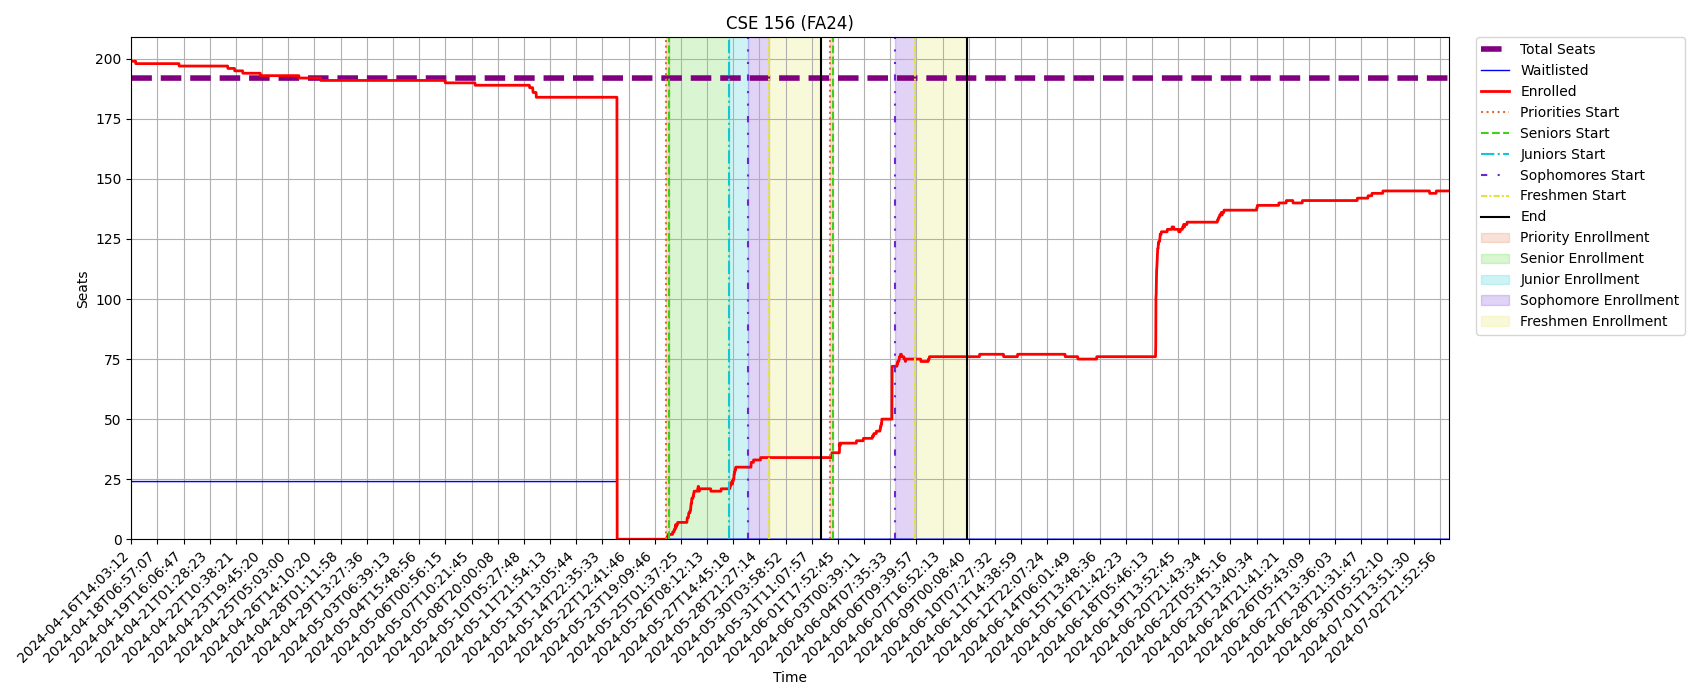 CSE 156 (FA24)
Seats
200
175
150
125
100
75
50
25
0
2024-04-16T14:03:12
2024-04-18T06:57:07
2024-04-19T16:06:47
2024-04-21T01:28:23
2024-04-22T10:38:21
2024-04-23T19:45:20
2024-04-25T05:03:00
2024-04-26T14:10:20
2024-04-28T01:11:58
2024-04-29T13:27:36
2024-05-03T06:39:13
2024-05-04T15:48:56
2024-05-06T00:56:15
2024-05-07T10:21:45
2024-05-08T20:00:08
2024-05-10T05:27:48
2024-05-11T21:54:13
2024-05-13T13:05:44
2024-05-14T22:35:33
2024-05-22T12:41:46
2024-05-23T19:09:46
2024-05-25T01:37:25
2024-05-26T08:12:13
2024-05-27T14:45:18
2024-05-28T21:27:14
2024-05-30T03:58:52
2024-05-31T11:07:57
2024-06-01T17:52:45
2024-06-03T00:39:11
2024-06-04T07:35:33
2024-06-06T09:39:57
2024-06-07T16:52:13
2024-06-09T00:08:40
2024-06-10T07:27:32
2024-06-11T14:38:59
2024-06-12T22:07:24
2024-06-14T06:01:49
2024-06-15T13:48:36
2024-06-16T21:42:23
2024-06-18T05:46:13
2024-06-19T13:52:45
2024-06-20T21:43:34
2024-06-22T05:45:16
2024-06-23T13:40:34
2024-06-24T21:41:21
2024-06-26T05:43:09
2024-06-27T13:36:03
2024-06-28T21:31:47
2024-06-30T05:52:10
2024-07-01T13:51:30
2024-07-02T21:52:56
Time
Total Seats
Waitlisted
Enrolled
Priorities Start
Seniors Start
Juniors Start
Sophomores Start
Freshmen Start
End
Priority Enrollment
Senior Enrollment
Junior Enrollment
Sophomore Enrollment
Freshmen Enrollment